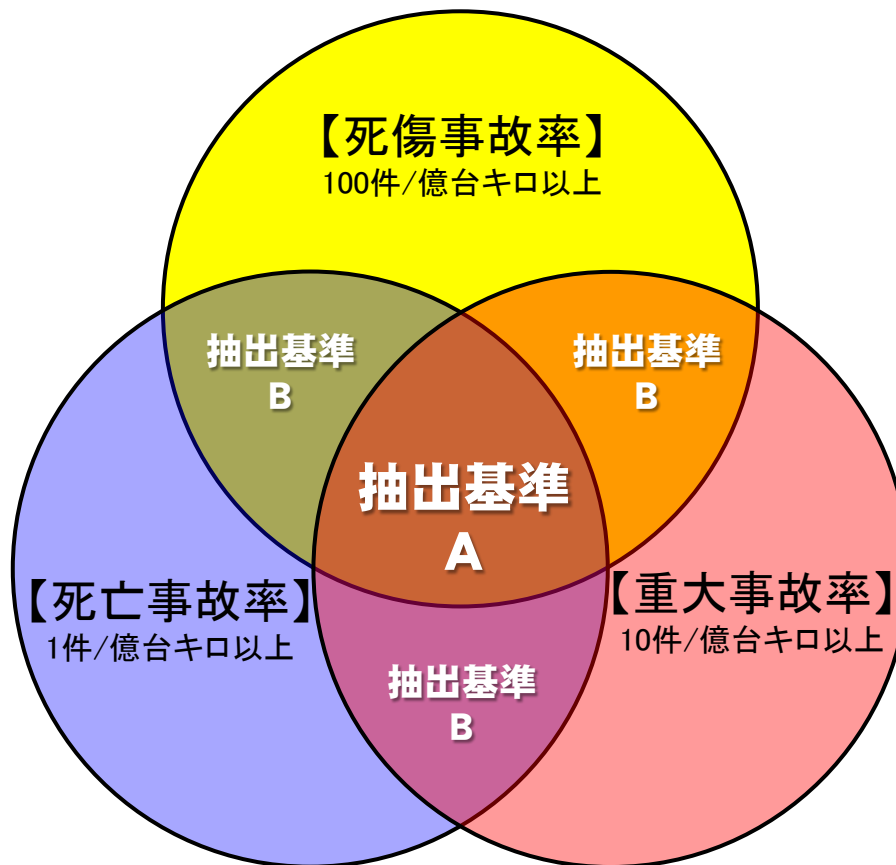 【死傷事故率】
100件/億台キロ以上
抽出基準
B
抽出基準
B
抽出基準
A
【死亡事故率】
1件/億台キロ以上
【重大事故率】
10件/億台キロ以上
抽出基準
B